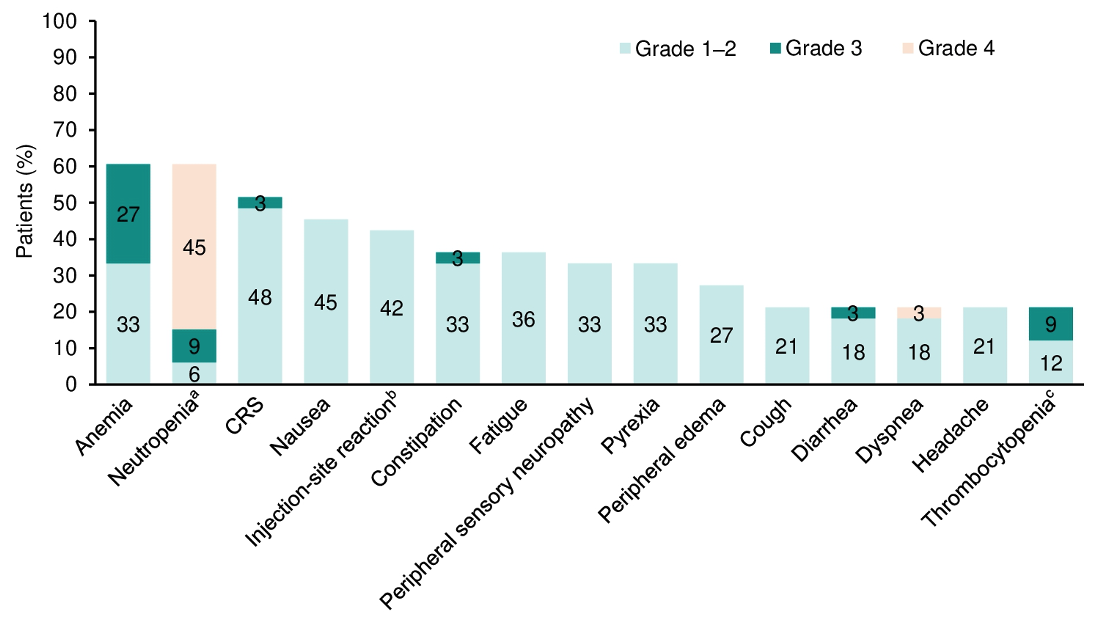 100
90
80
70
60
50
40
30
20
10
0
Patients (%)
Grade 1–2 Grade 3 Grade 4
27
33
45
9
6
3
48
45
42
3
33
36
33
33
27
21
3
18
3
18
21
9
12
Anemia
Neutropeniaᵃ
CRS
Nausea
Injection-site reactionᵇ
Constipation
Fatigue
Peripheral sensory neuropathy
Pyrexia
Peripheral edema
Cough
Diarrhea
Dyspnea
Headache
Thrombocytopeniaᶜ